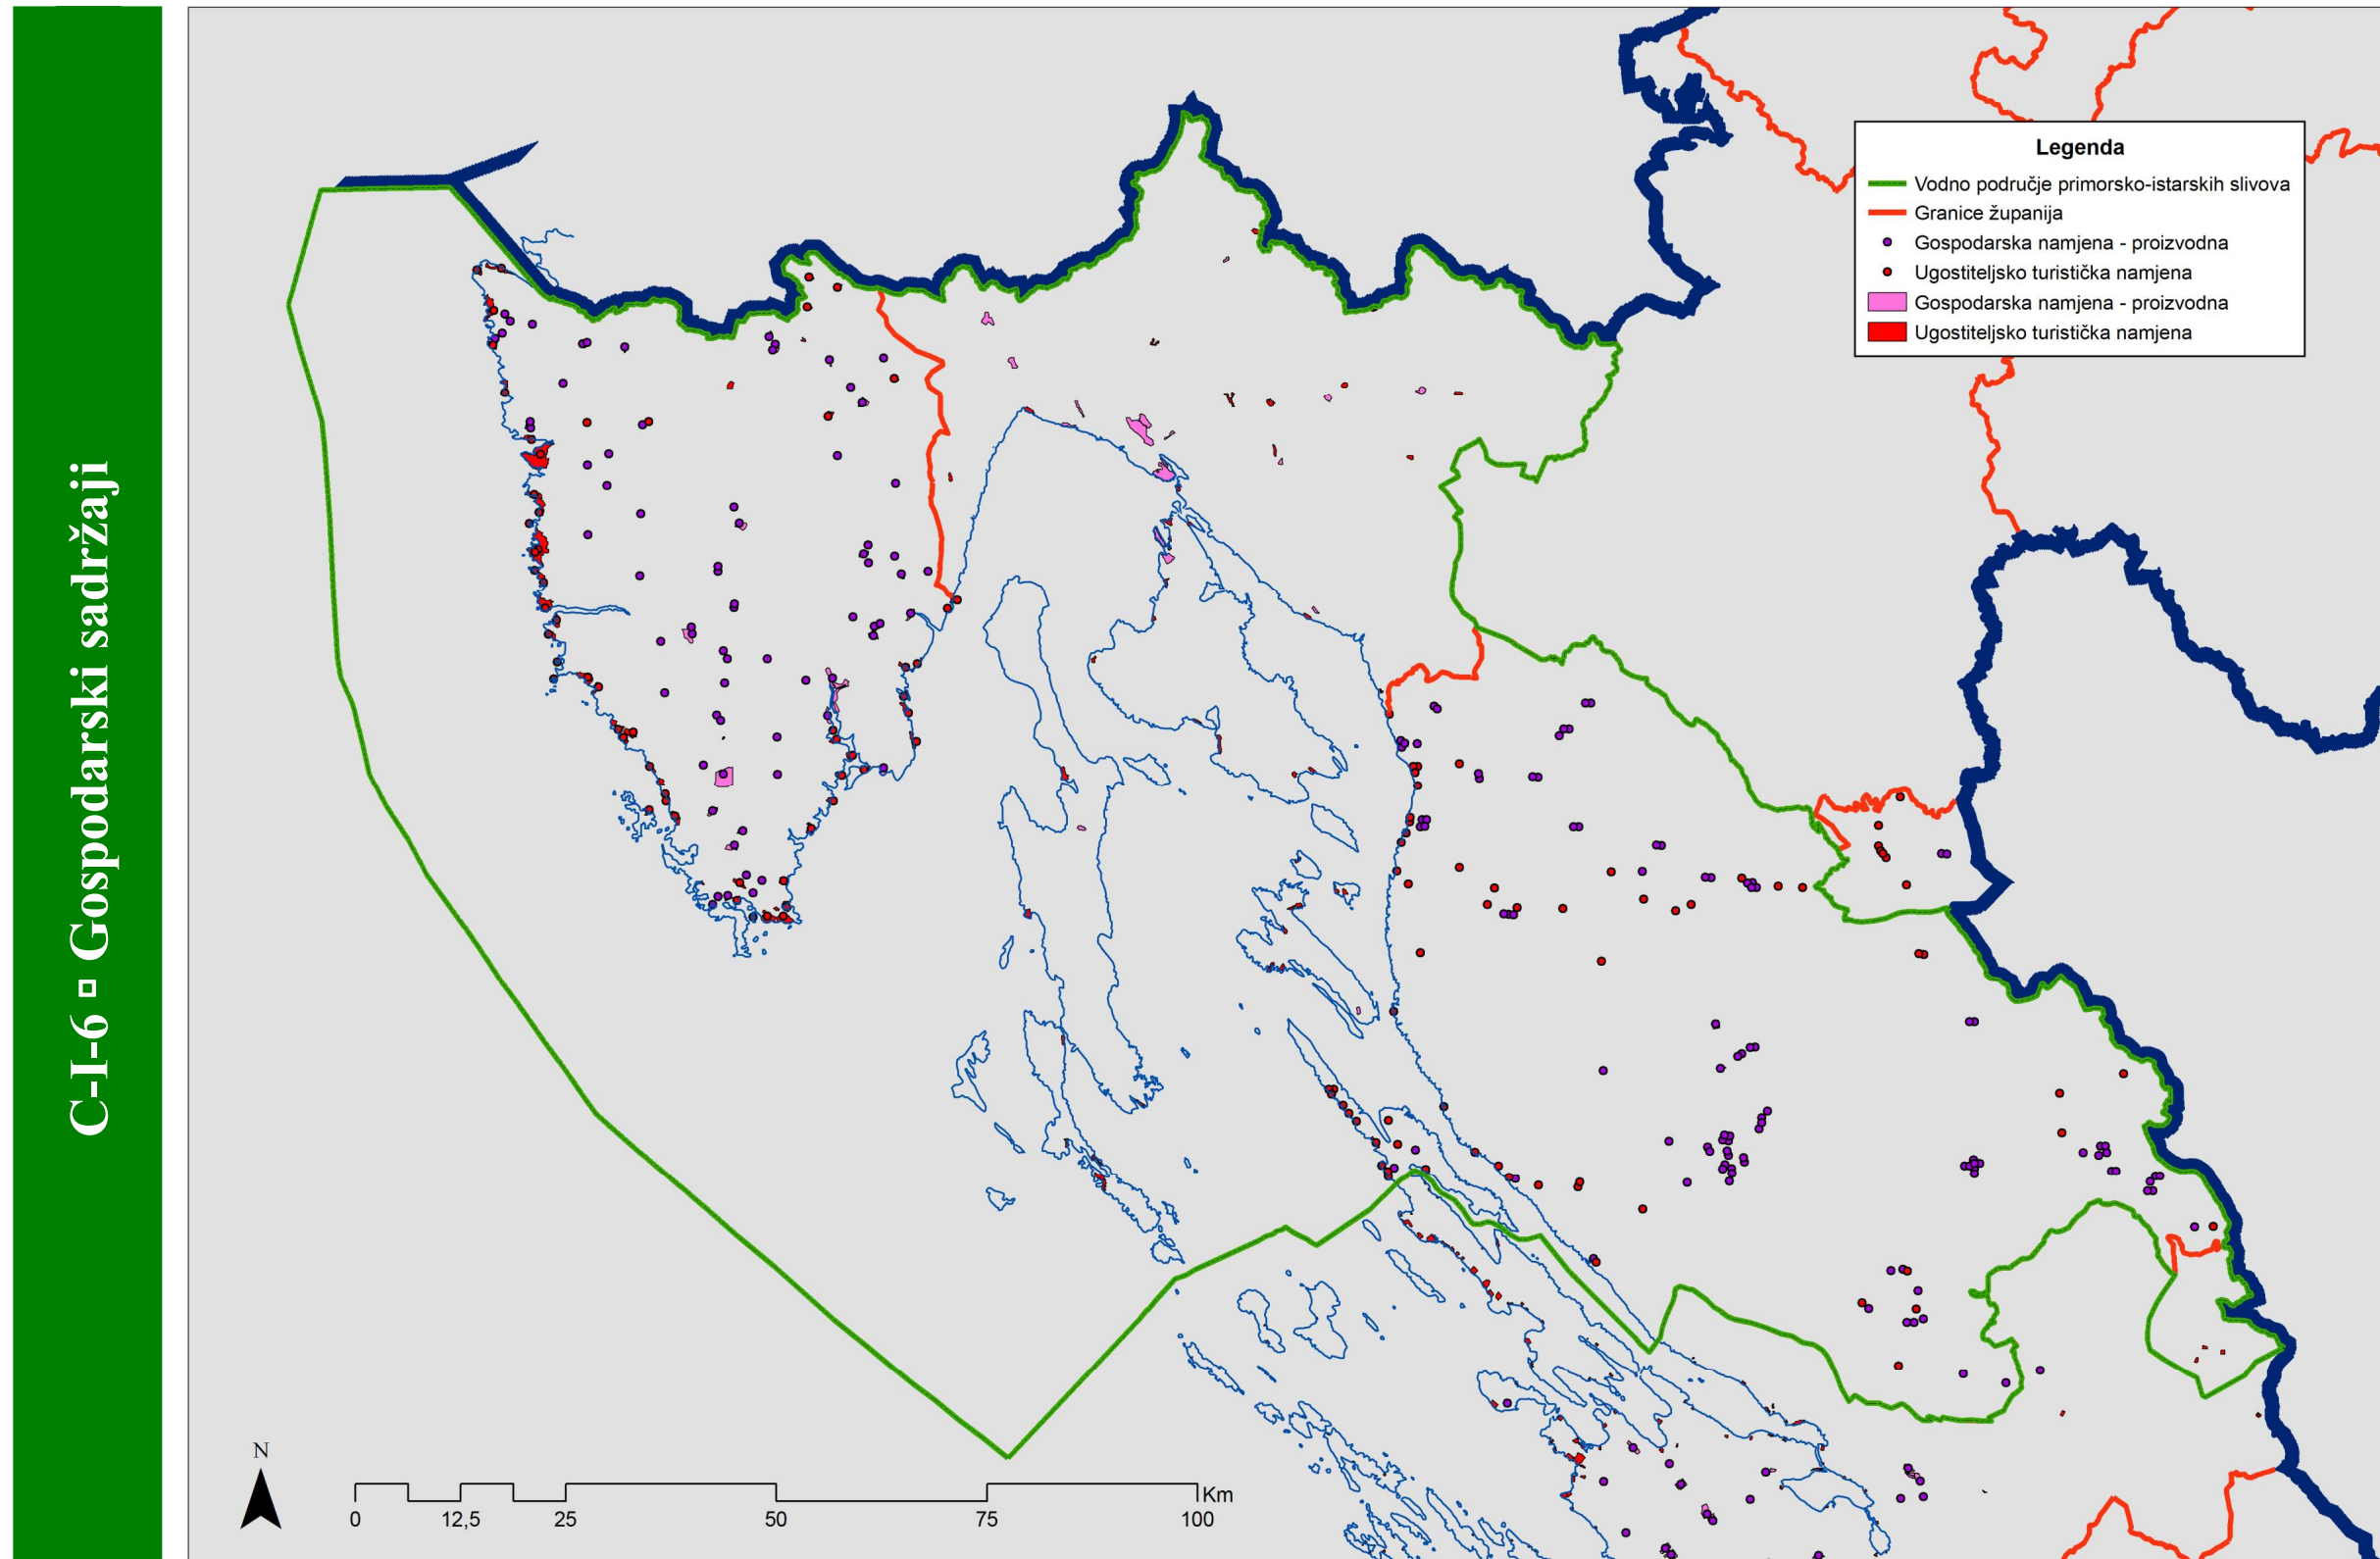 C-I-6 ▫ Gospodarski sadržaji
Legenda
Vodno područje primorsko-istarskih slivova
Granice županija
Gospodarska namjena - proizvodna
Ugostiteljsko turistička namjena
Gospodarska namjena - proizvodna
Ugostiteljsko turistička namjena
N
Km
0 12,5 25 50 75 100